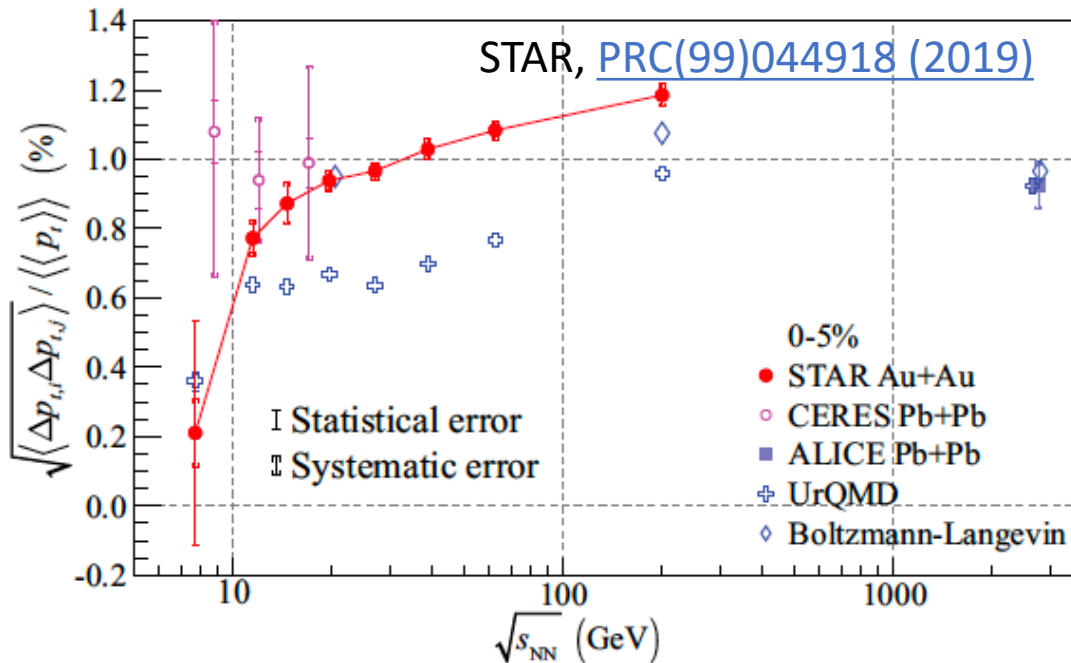 STAR, PRC(99)044918 (2019)
1.4
1.2
1.0
0.8
0.6
0.4
0.2
0.0
-0.2
√⟨Δp_{t,i}Δp_{t,j}⟩/⟨⟨p_t⟩⟩ (%)
0-5%
STAR Au+Au
CERES Pb+Pb
ALICE Pb+Pb
UrQMD
Boltzmann-Langevin
Statistical error
Systematic error
10 100 1000
√s_NN (GeV)